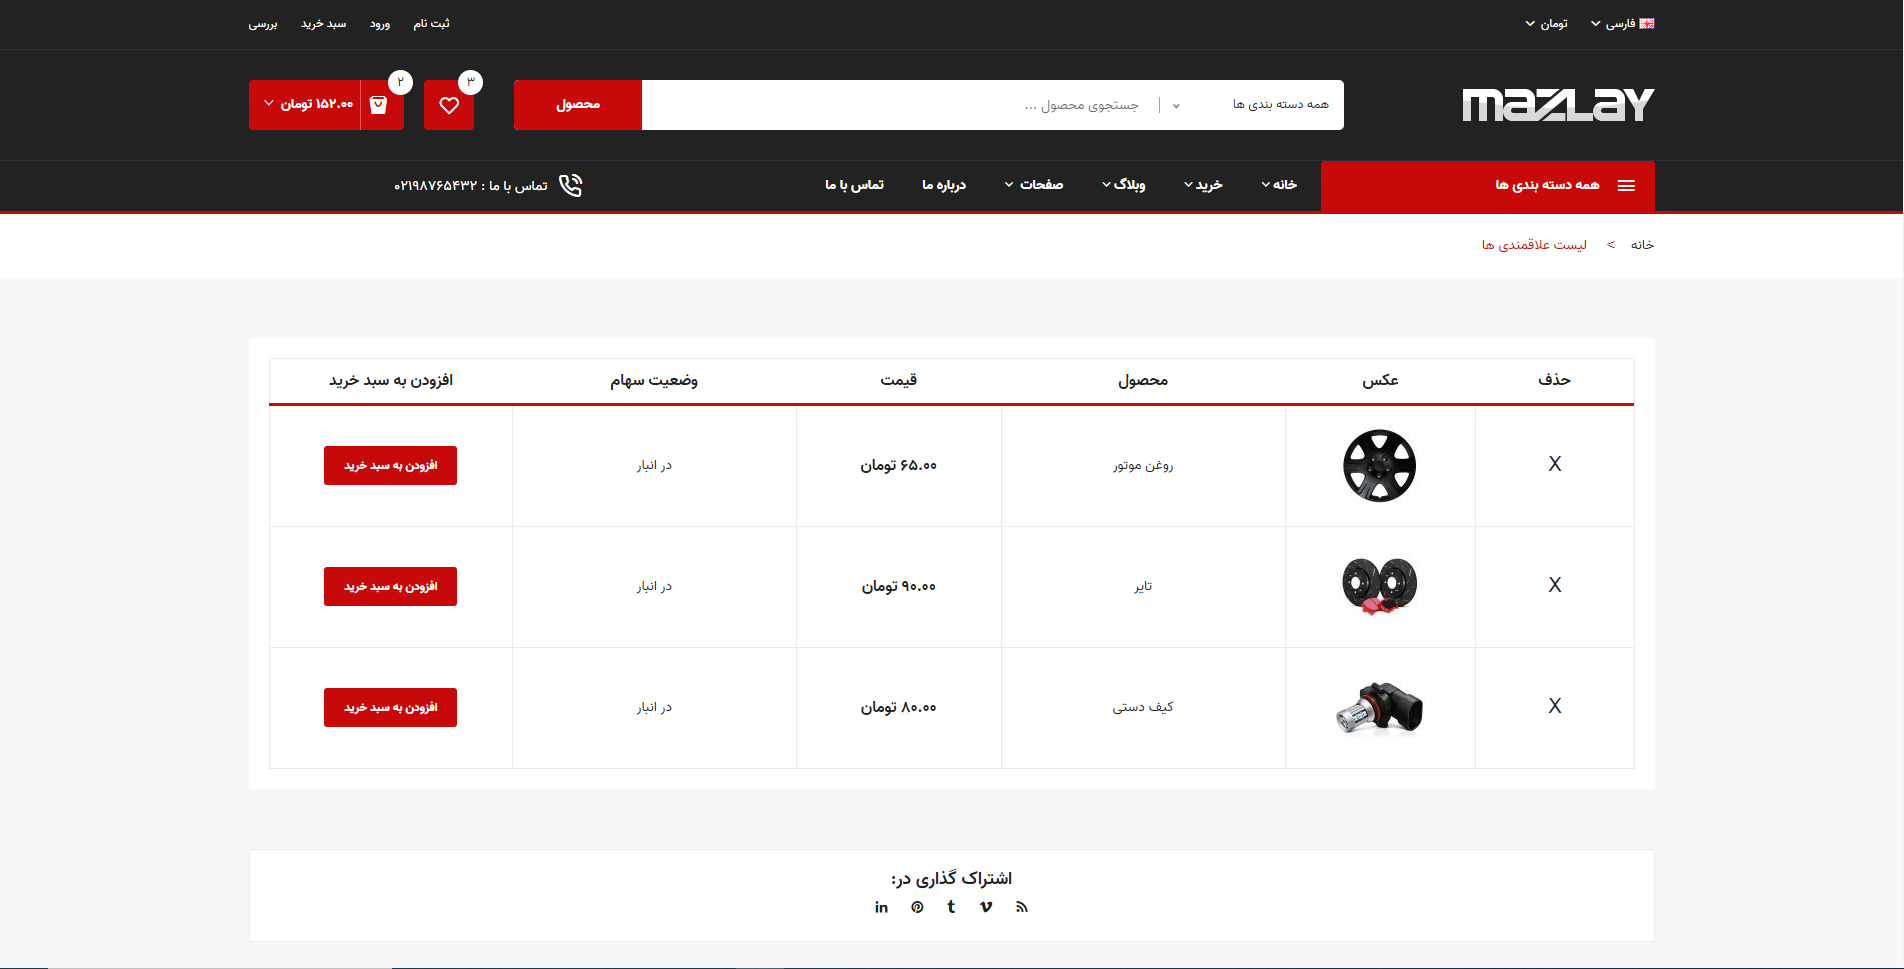 فارسی تومان ثبت نام ورود سبد خرید بررسی
MAZLAY
همه دسته بندی ها جستجوی محصول ... محصول
۳
۲
۱۵۲.۰۰ تومان
همه دسته بندی ها
خانه خرید وبلاگ صفحات درباره ما تماس با ما
تماس با ما : ۰۲۱۹۸۷۶۵۴۳۲
خانه > لیست علاقمندی ها
حذف عکس محصول قیمت وضعیت سهام افزودن به سبد خرید
X روغن موتور ۶۵.۰۰ تومان در انبار افزودن به سبد خرید
X تایر ۹۰.۰۰ تومان در انبار افزودن به سبد خرید
X کیف دستی ۸۰.۰۰ تومان در انبار افزودن به سبد خرید
اشتراک گذاری در: